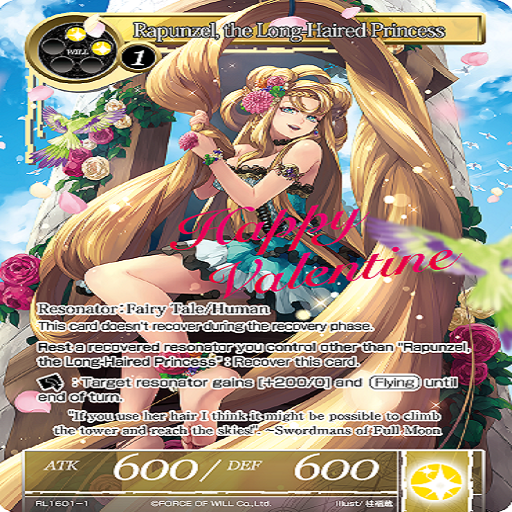 Rapunzel, the Long-Haired Princess
WILL
1
Happy
Valentine
Resonator: Fairy Tale/Human
This card doesn't recover during the recovery phase.
Rest a recovered resonator you control other than "Rapunzel,
the Long-Haired Princess" : Recover this card.
: Target resonator gains [+200/0] and Flying until
end of turn.
"If you use her hair I think it might be possible to climb
the tower and reach the skies". ~Swordmans of Full Moon
ATK 600 / DEF 600
RL1601-1 ©FORCE OF WILL Co.,Ltd. Illust/